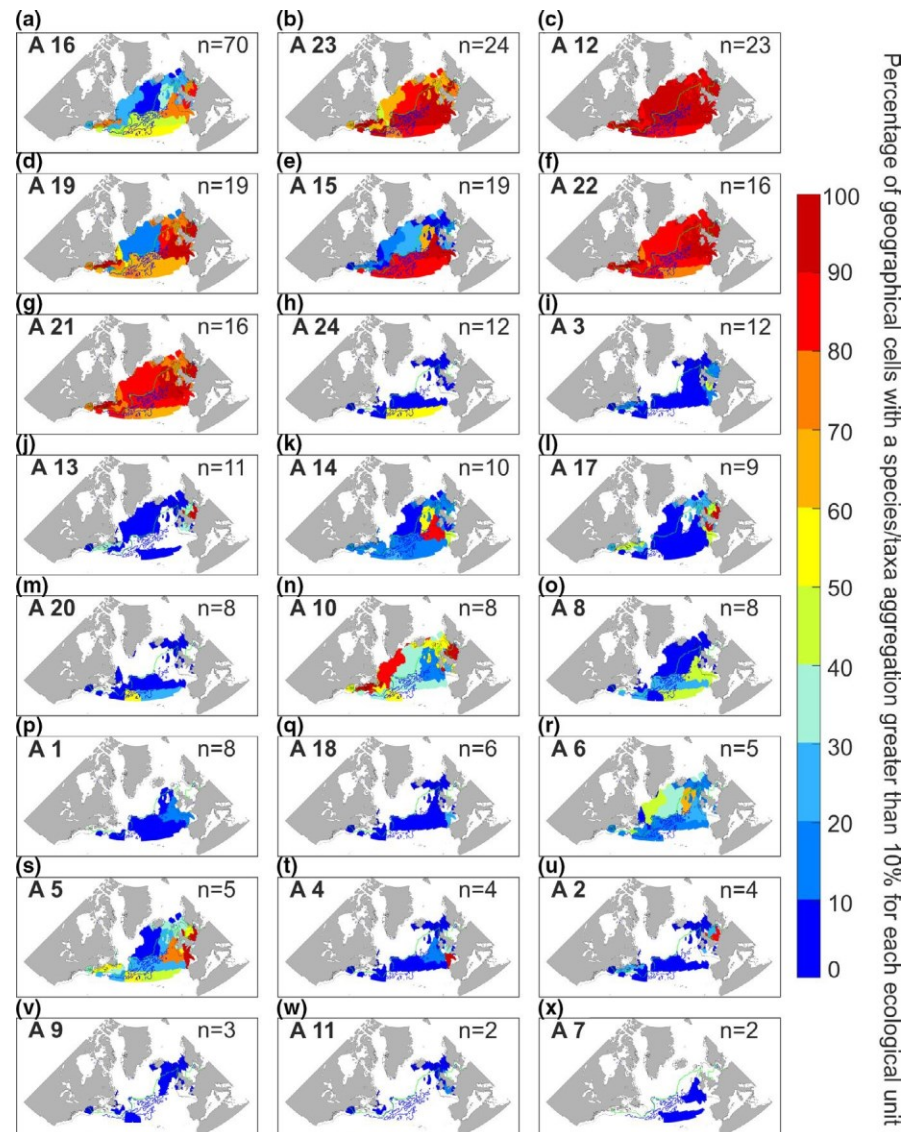 (a) (b) (c)
A 16 n=70 A 23 n=24 A 12 n=23
(d) (e) (f)
A 19 n=19 A 15 n=19 A 22 n=16
(g) (h) (i)
A 21 n=16 A 24 n=12 A 3 n=12
(j) (k) (l)
A 13 n=11 A 14 n=10 A 17 n=9
(m) (n) (o)
A 20 n=8 A 10 n=8 A 8 n=8
(p) (q) (r)
A 1 n=8 A 18 n=6 A 6 n=5
(s) (t) (u)
A 5 n=5 A 4 n=4 A 2 n=4
(v) (w) (x)
A 9 n=3 A 11 n=2 A 7 n=2
100
90
80
70
60
50
40
30
20
10
0
Percentage of geographical cells with a species/taxa aggregation greater than 10% for each ecological unit